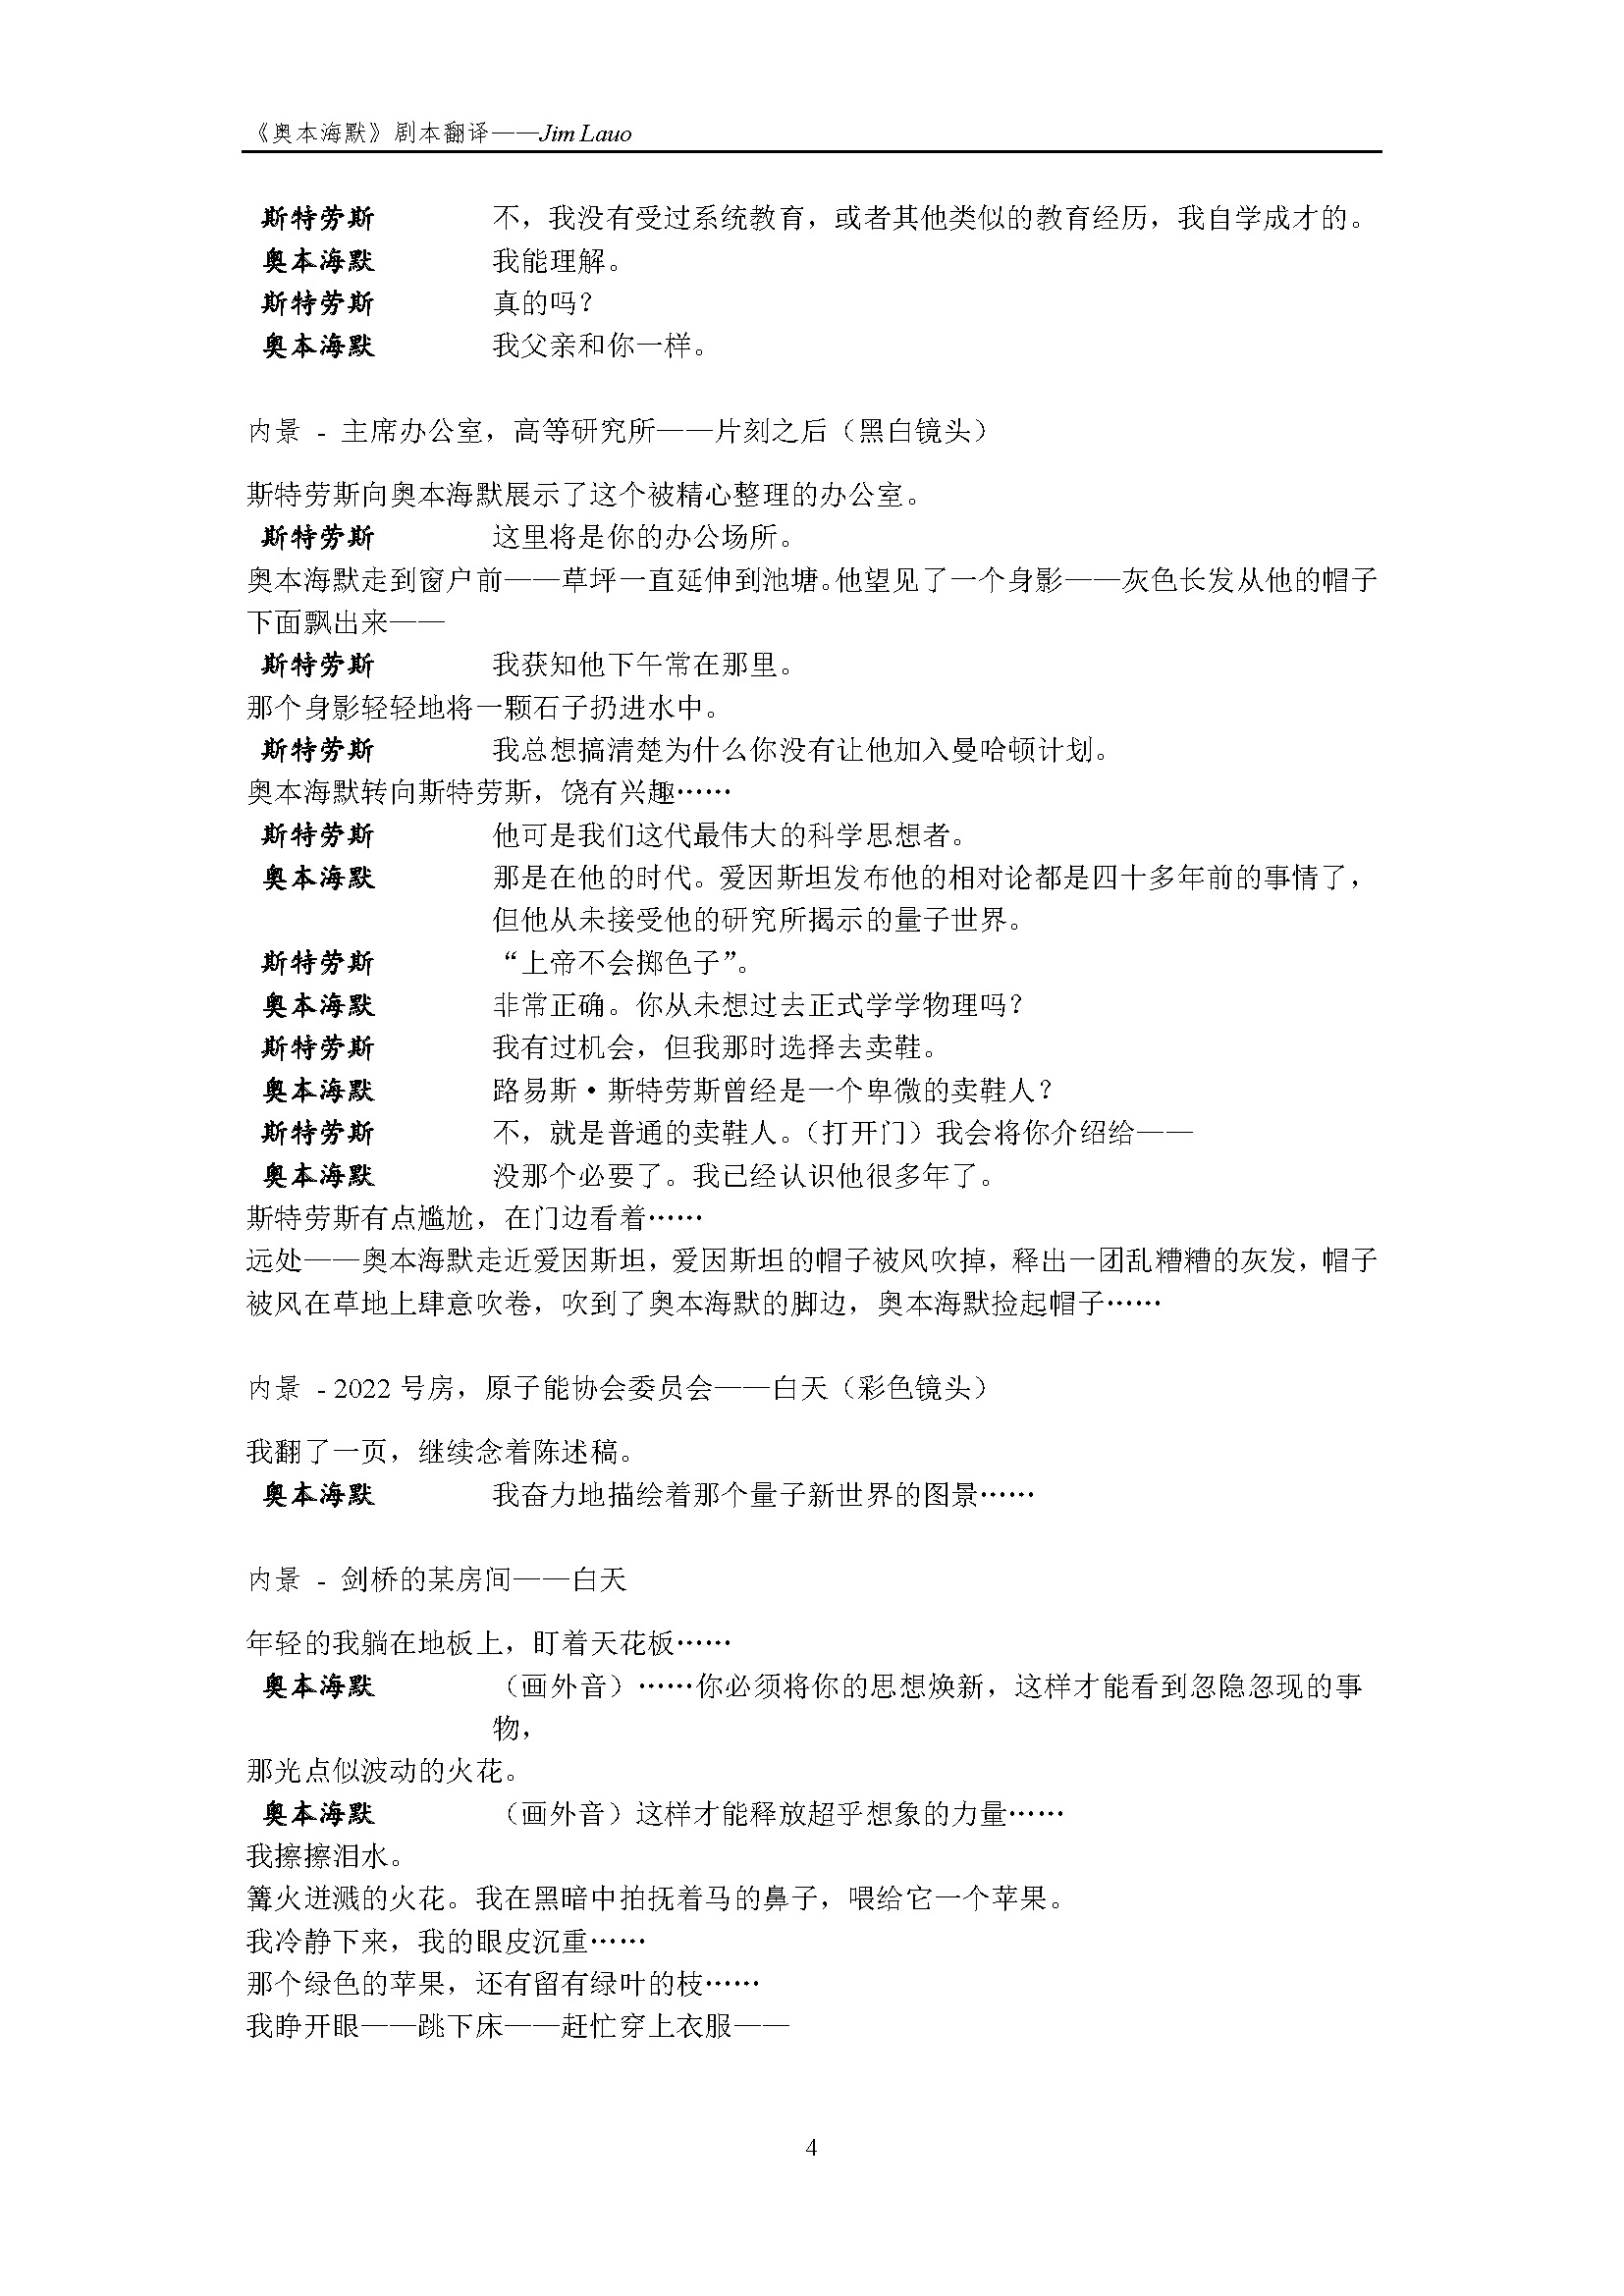 《奥本海默》剧本翻译——Jim Lauo
斯特劳斯 不，我没有受过系统教育，或者其他类似的教育经历，我自学成才的。
奥本海默 我能理解。
斯特劳斯 真的吗？
奥本海默 我父亲和你一样。
内景 - 主席办公室，高等研究所——片刻之后（黑白镜头）
斯特劳斯向奥本海默展示了这个被精心整理的办公室。
斯特劳斯 这里将是你的办公场所。
奥本海默走到窗户前——草坪一直延伸到池塘。他望见了一个身影——灰色长发从他的帽子
下面飘出来——
斯特劳斯 我获知他下午常在那里。
那个身影轻轻地将一颗石子扔进水中。
斯特劳斯 我总想搞清楚为什么你没有让他加入曼哈顿计划。
奥本海默转向斯特劳斯，饶有兴趣……
斯特劳斯 他可是我们这代最伟大的科学思想者。
奥本海默 那是在他的时代。爱因斯坦发布他的相对论都是四十多年前的事情了，
但他从未接受他的研究所揭示的量子世界。
斯特劳斯 “上帝不会掷色子”。
奥本海默 非常正确。你从未想过去正式学学物理吗？
斯特劳斯 我有过机会，但我那时选择去卖鞋。
奥本海默 路易斯·斯特劳斯曾经是一个卑微的卖鞋人？
斯特劳斯 不，就是普通的卖鞋人。（打开门）我会将你介绍给——
奥本海默 没那个必要了。我已经认识他很多年了。
斯特劳斯有点尴尬，在门边看着……
远处——奥本海默走近爱因斯坦，爱因斯坦的帽子被风吹掉，释出一团乱糟糟的灰发，帽子
被风在草地上肆意吹卷，吹到了奥本海默的脚边，奥本海默捡起帽子……
内景 - 2022 号房，原子能协会委员会——白天（彩色镜头）
我翻了一页，继续念着陈述稿。
奥本海默 我奋力地描绘着那个量子新世界的图景……
内景 - 剑桥的某房间——白天
年轻的我躺在地板上，盯着天花板……
奥本海默 （画外音）……你必须将你的思想焕新，这样才能看到忽隐忽现的事
物，
那光点似波动的火花。
奥本海默 （画外音）这样才能释放超乎想象的力量……
我擦擦泪水。
篝火迸溅的火花。我在黑暗中拍抚着马的鼻子，喂给它一个苹果。
我冷静下来，我的眼皮沉重……
那个绿色的苹果，还有留有绿叶的枝……
我睁开眼——跳下床——赶忙穿上衣服——
4